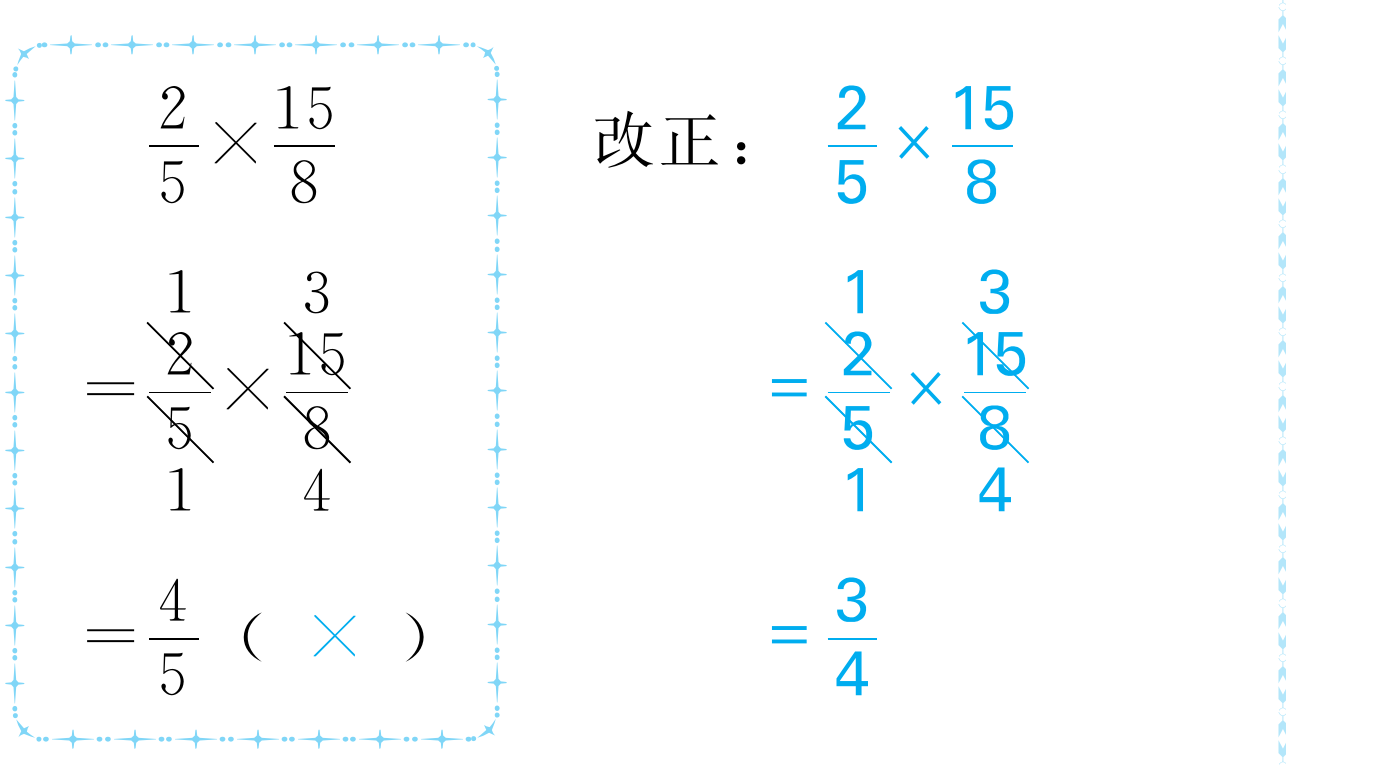 2/5 × 15/8
= 1 2/5 1 × 3 15/8 4
= 4/5 ( × )
改正: 2/5 × 15/8
= 1 2/5 1 × 3 15/8 4
= 3/4